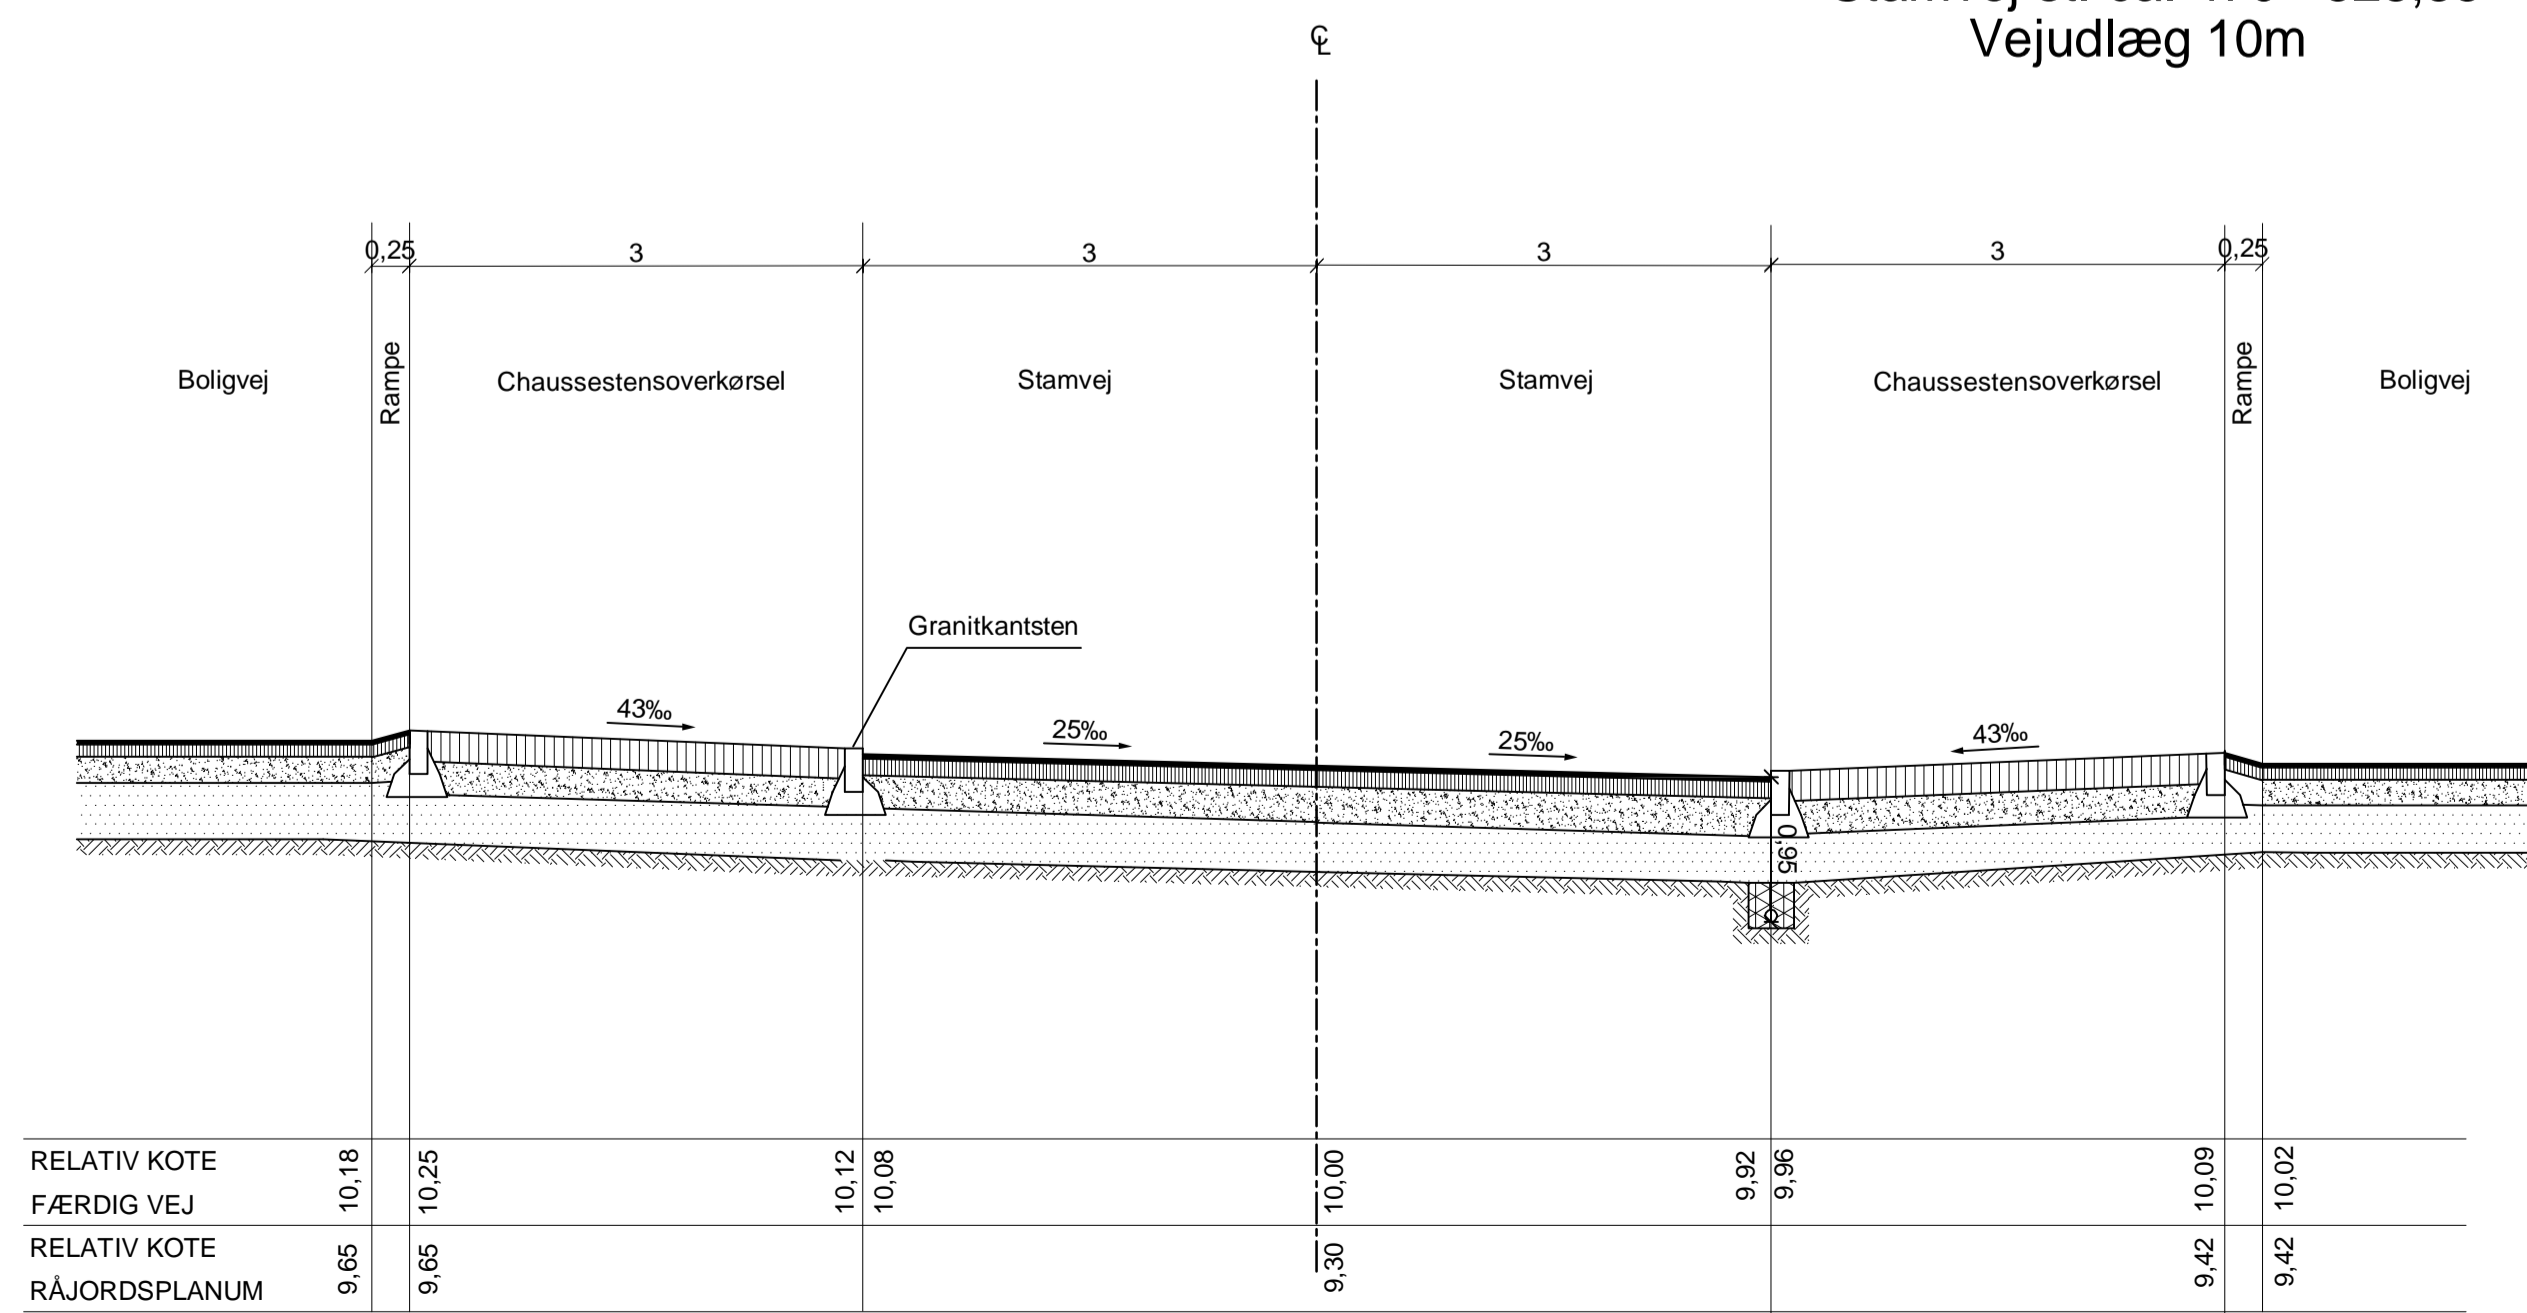 Vejudlæg 10m
℄
0,25
3
3
3
3
0,25
Boligvej
Rampe
Chaussestensoverkørsel
Stamvej
Stamvej
Chaussestensoverkørsel
Rampe
Boligvej
Granitkantsten
43‰
25‰
25‰
43‰
0,95
RELATIV KOTE
FÆRDIG VEJ
10,18
10,25
10,12
10,08
10,00
9,92
9,96
10,09
10,02
RELATIV KOTE
RÅJORDSPLANUM
9,65
9,65
9,30
9,42
9,42